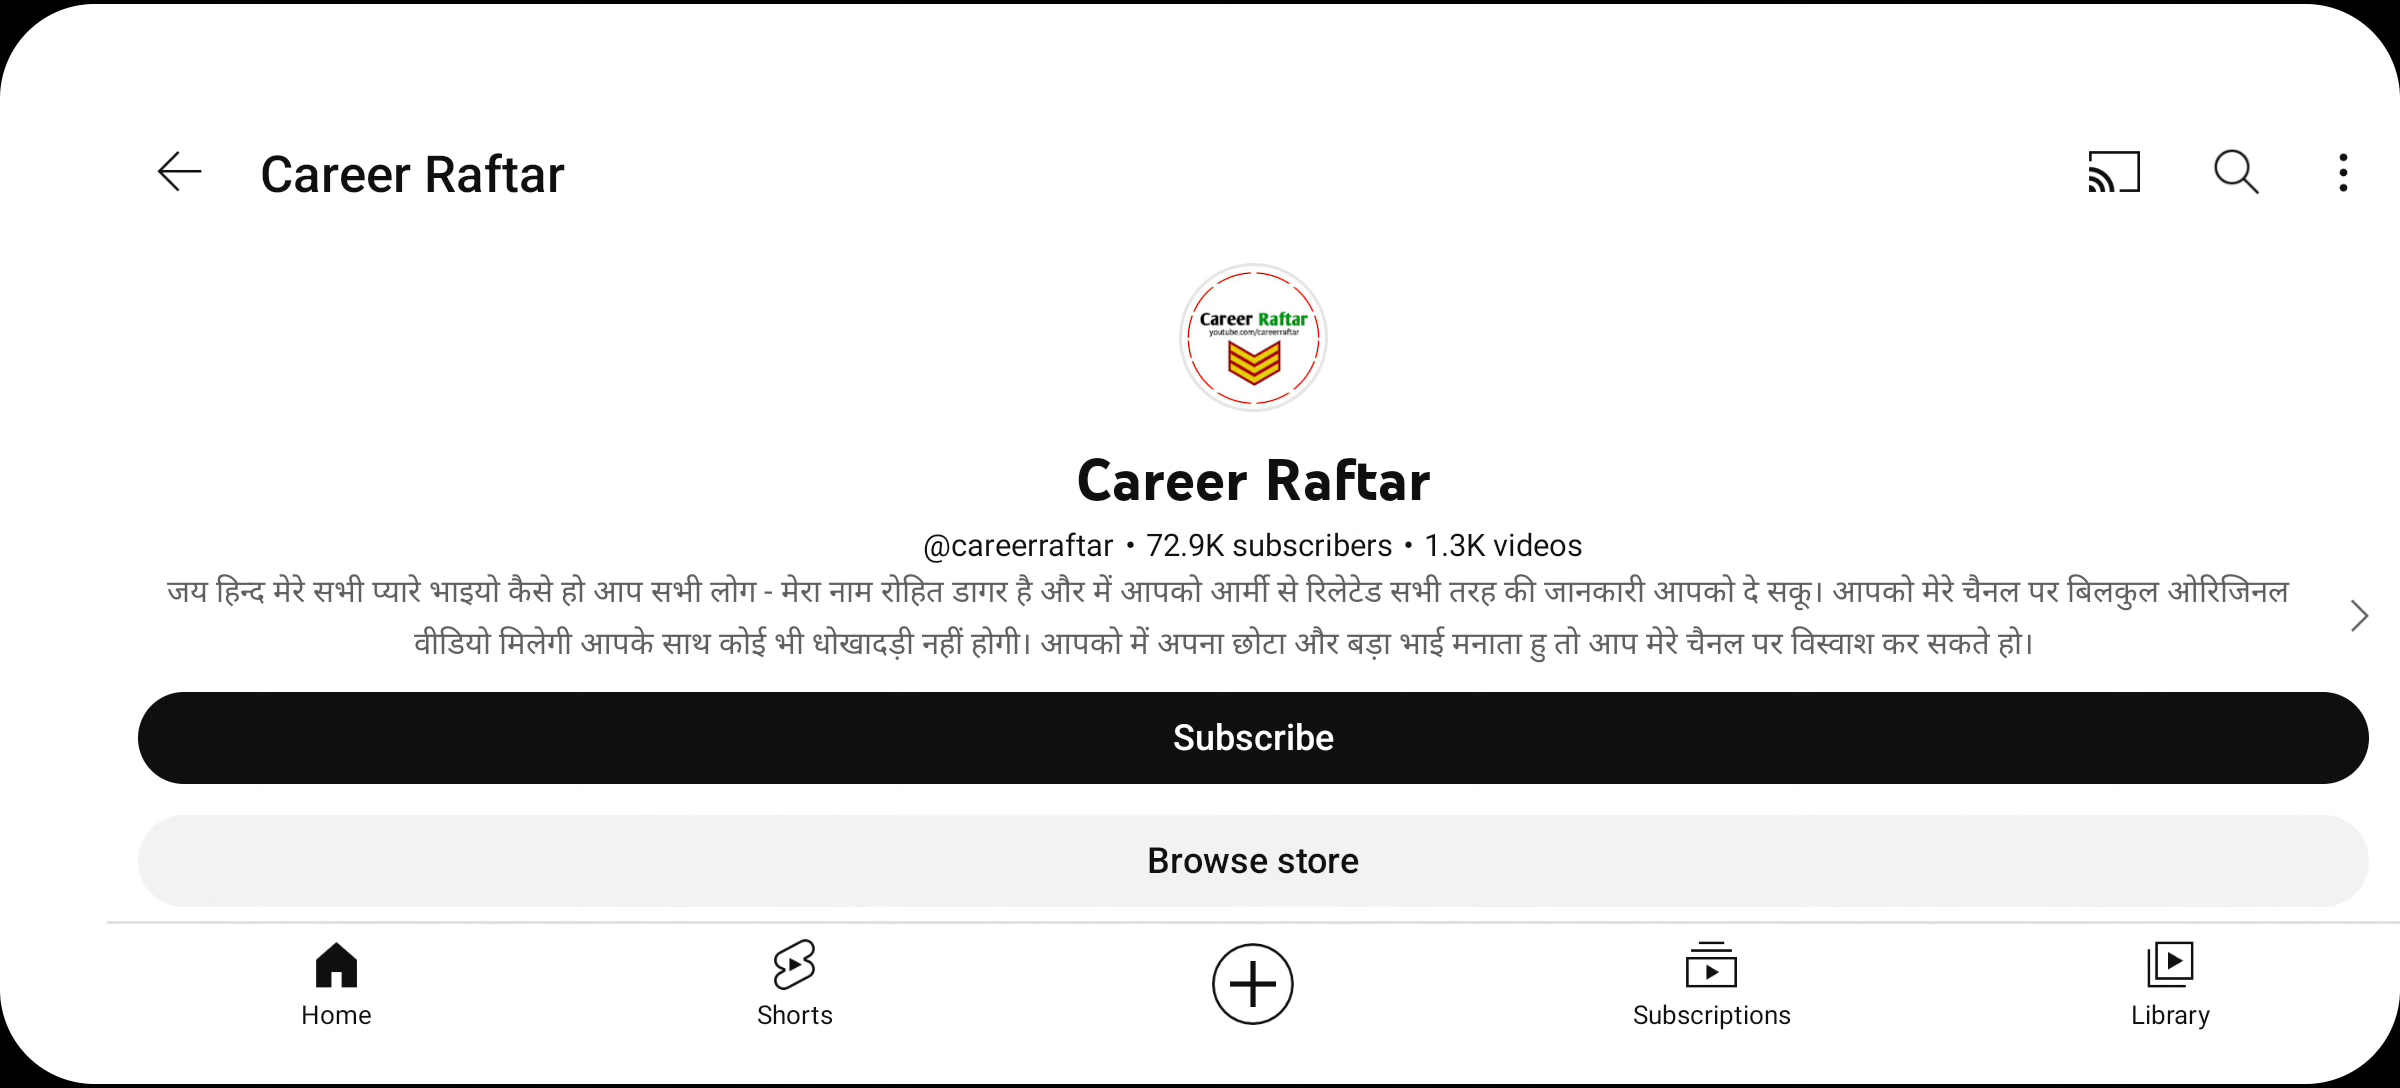 Career Raftar
Career Raftar
youtube.com/careerraftar
Career Raftar
@careerraftar • 72.9K subscribers • 1.3K videos
जय हिन्द मेरे सभी प्यारे भाइयो कैसे हो आप सभी लोग - मेरा नाम रोहित डागर है और में आपको आर्मी से रिलेटेड सभी तरह की जानकारी आपको दे सकू। आपको मेरे चैनल पर बिलकुल ओरिजिनल
वीडियो मिलेगी आपके साथ कोई भी धोखादड़ी नहीं होगी। आपको में अपना छोटा और बड़ा भाई मनाता हु तो आप मेरे चैनल पर विस्वाश कर सकते हो।
Subscribe
Browse store
Home
Shorts
Subscriptions
Library